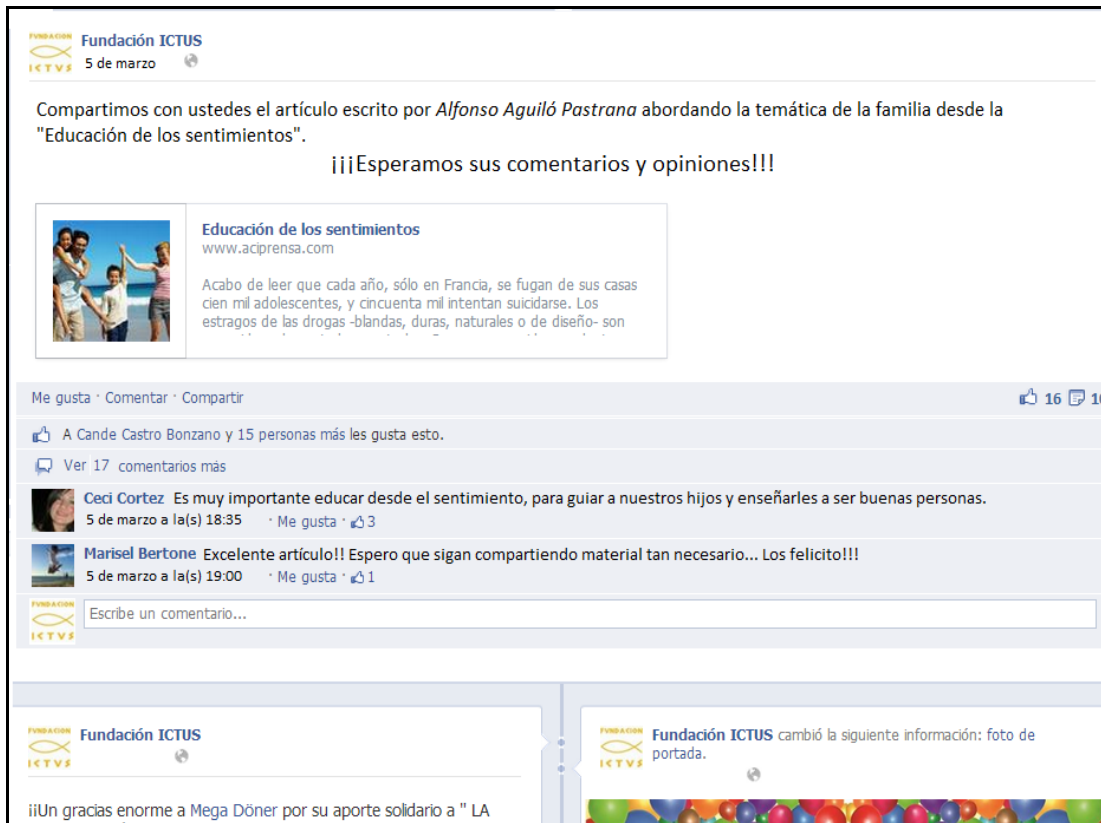 FUNDACION
ICTVS
Fundación ICTUS
5 de marzo
Compartimos con ustedes el artículo escrito por Alfonso Aguiló Pastrana abordando la temática de la familia desde la
"Educación de los sentimientos".
¡¡¡Esperamos sus comentarios y opiniones!!!
Educación de los sentimientos
www.aciprensa.com
Acabo de leer que cada año, sólo en Francia, se fugan de sus casas
cien mil adolescentes, y cincuenta mil intentan suicidarse. Los
estragos de las drogas -blandas, duras, naturales o de diseño- son
Me gusta · Comentar · Compartir
16
A Cande Castro Bonzano y 15 personas más les gusta esto.
Ver 17 comentarios más
Ceci Cortez Es muy importante educar desde el sentimiento, para guiar a nuestros hijos y enseñarles a ser buenas personas.
5 de marzo a la(s) 18:35 · Me gusta · 3
Marisel Bertone Excelente artículo!! Espero que sigan compartiendo material tan necesario... Los felicito!!!
5 de marzo a la(s) 19:00 · Me gusta · 1
FUNDACION
ICTVS
Escribe un comentario...
FUNDACION
ICTVS
Fundación ICTUS
¡¡Un gracias enorme a Mega Döner por su aporte solidario a " LA
FUNDACION
ICTVS
Fundación ICTUS cambió la siguiente información: foto de
portada.